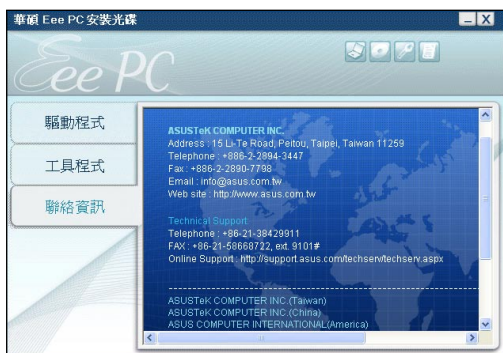 華碩 Eee PC 安裝光碟
Eee PC
驅動程式
工具程式
聯絡資訊
ASUSTeK COMPUTER INC.
Address : 15 Li-Te Road, Peitou, Taipei, Taiwan 11259
Telephone : +886-2-2894-3447
Fax : +886-2-2890-7798
Email : info@asus.com.tw
Web site : http://www.asus.com.tw
Technical Support
Telephone : +86-21-38429911
FAX : +86-21-58668722, ext. 9101#
Online Support : http://support.asus.com/techserv/techserv.aspx
ASUSTeK COMPUTER INC.(Taiwan)
ASUSTeK COMPUTER INC.(China)
ASUS COMPUTER INTERNATIONAL(America)